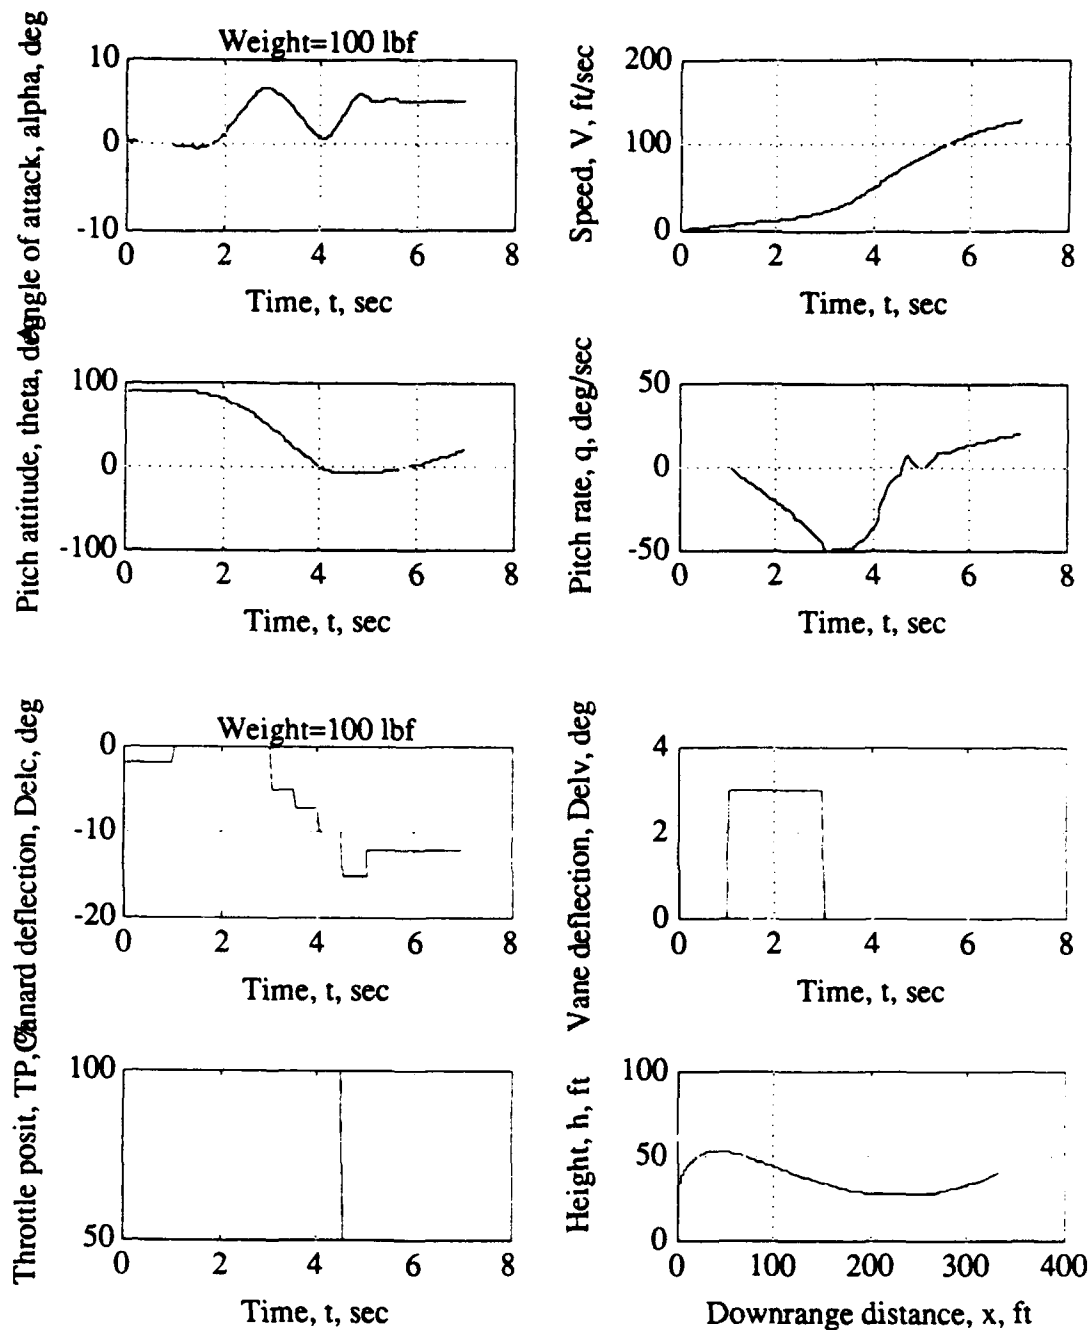 Weight=100 lbf
Angle of attack, alpha, deg
10
0
-10
0 2 4 6 8
Time, t, sec
Speed, V, ft/sec
200
100
0
0 2 4 6 8
Time, t, sec
Pitch attitude, theta, deg
100
0
-100
0 2 4 6 8
Time, t, sec
Pitch rate, q, deg/sec
50
0
-50
0 2 4 6 8
Time, t, sec
Weight=100 lbf
Canard deflection, Delc, deg
0
-10
-20
0 2 4 6 8
Time, t, sec
Vane deflection, Delv, deg
4
2
0
0 2 4 6 8
Time, t, sec
Throttle posit, TP, %
100
50
0 2 4 6 8
Time, t, sec
Height, h, ft
100
50
0
0 100 200 300 400
Downrange distance, x, ft